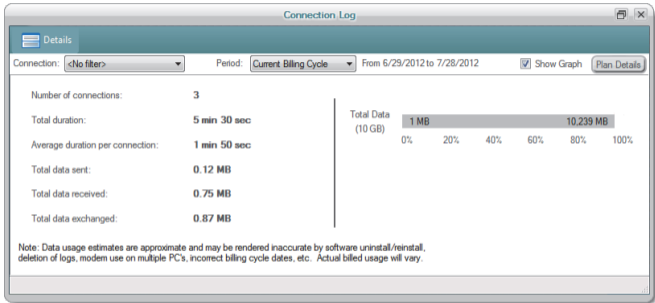 Connection Log
Details
Connection: <No filter> Period: Current Billing Cycle From 6/29/2012 to 7/28/2012 Show Graph Plan Details
Number of connections: 3
Total duration: 5 min 30 sec
Average duration per connection: 1 min 50 sec
Total data sent: 0.12 MB
Total data received: 0.75 MB
Total data exchanged: 0.87 MB
Total Data
(10 GB)
1 MB 10,239 MB
0% 20% 40% 60% 80% 100%
Note: Data usage estimates are approximate and may be rendered inaccurate by software uninstall/reinstall,
deletion of logs, modem use on multiple PC's, incorrect billing cycle dates, etc. Actual billed usage will vary.